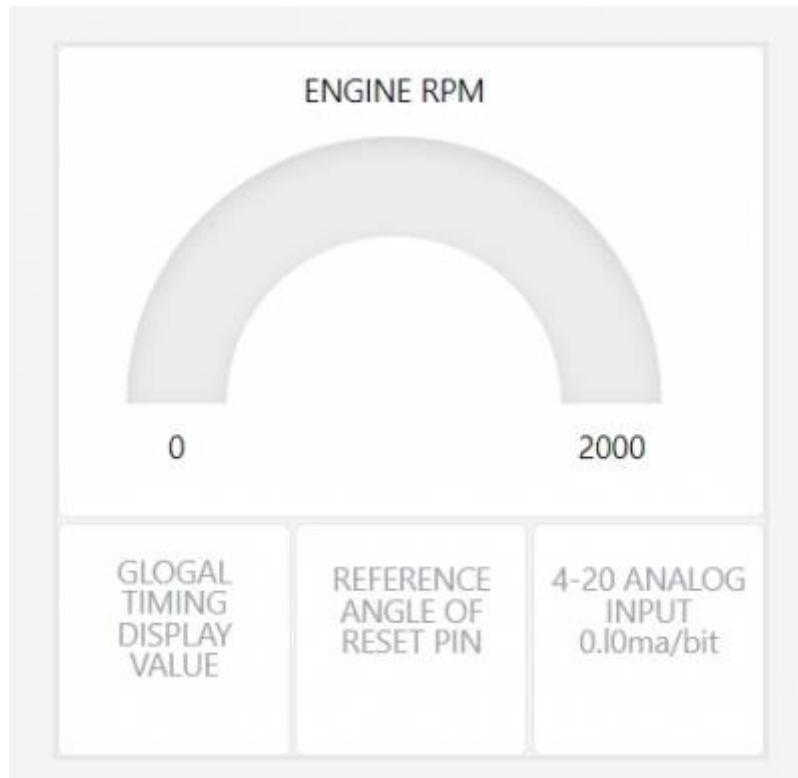 ENGINE RPM
0
2000
GLOGAL
TIMING
DISPLAY
VALUE
REFERENCE
ANGLE OF
RESET PIN
4-20 ANALOG
INPUT
0.l0ma/bit